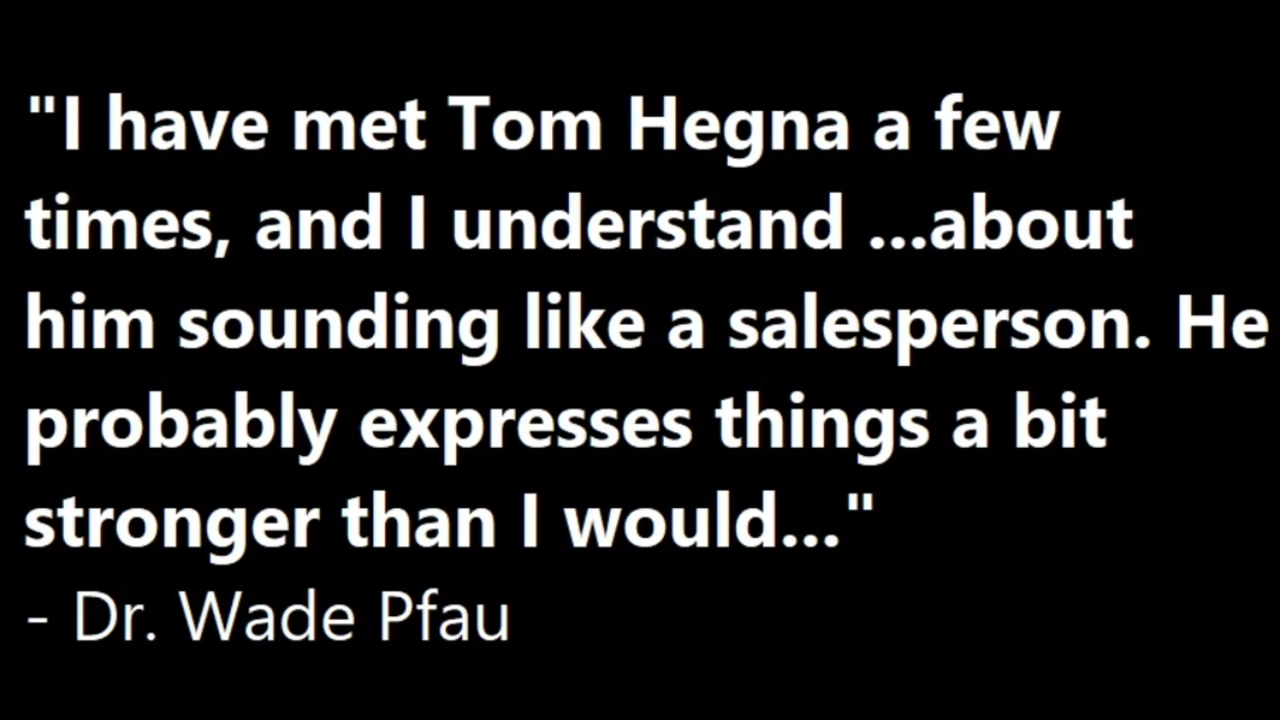 "I have met Tom Hegna a few
times, and I understand ...about
him sounding like a salesperson. He
probably expresses things a bit
stronger than I would..."
- Dr. Wade Pfau